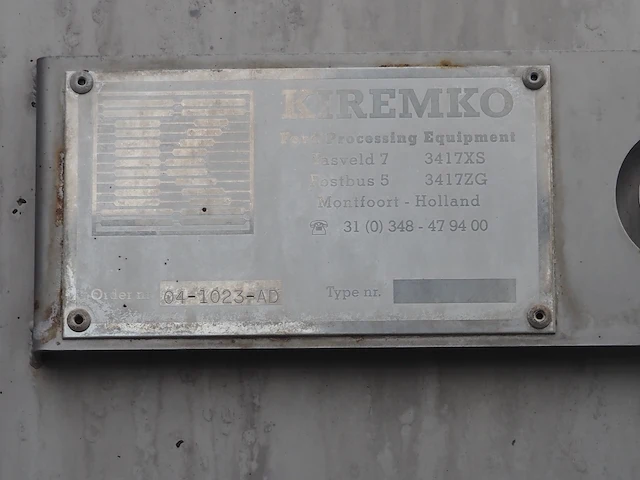 KIREMKO
Food Processing Equipment
Tasveld 7 3417XS
Postbus 5 3417ZG
Montfoort - Holland
☎ 31 (0) 348 - 47 94 00
Order nr. 04-1023-AD Type nr.